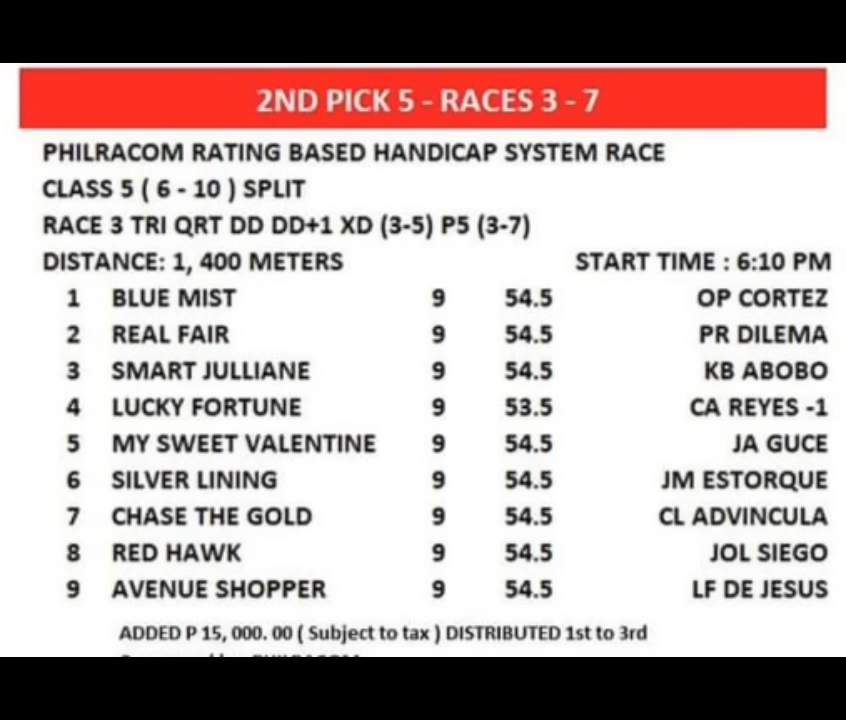 2ND PICK 5 - RACES 3 - 7
PHILRACOM RATING BASED HANDICAP SYSTEM RACE
CLASS 5 ( 6 - 10 ) SPLIT
RACE 3 TRI QRT DD DD+1 XD (3-5) P5 (3-7)
DISTANCE: 1, 400 METERS START TIME : 6:10 PM
1 BLUE MIST 9 54.5 OP CORTEZ
2 REAL FAIR 9 54.5 PR DILEMA
3 SMART JULLIANE 9 54.5 KB ABOBO
4 LUCKY FORTUNE 9 53.5 CA REYES -1
5 MY SWEET VALENTINE 9 54.5 JA GUCE
6 SILVER LINING 9 54.5 JM ESTORQUE
7 CHASE THE GOLD 9 54.5 CL ADVINCULA
8 RED HAWK 9 54.5 JOL SIEGO
9 AVENUE SHOPPER 9 54.5 LF DE JESUS
ADDED P 15, 000. 00 ( Subject to tax ) DISTRIBUTED 1st to 3rd